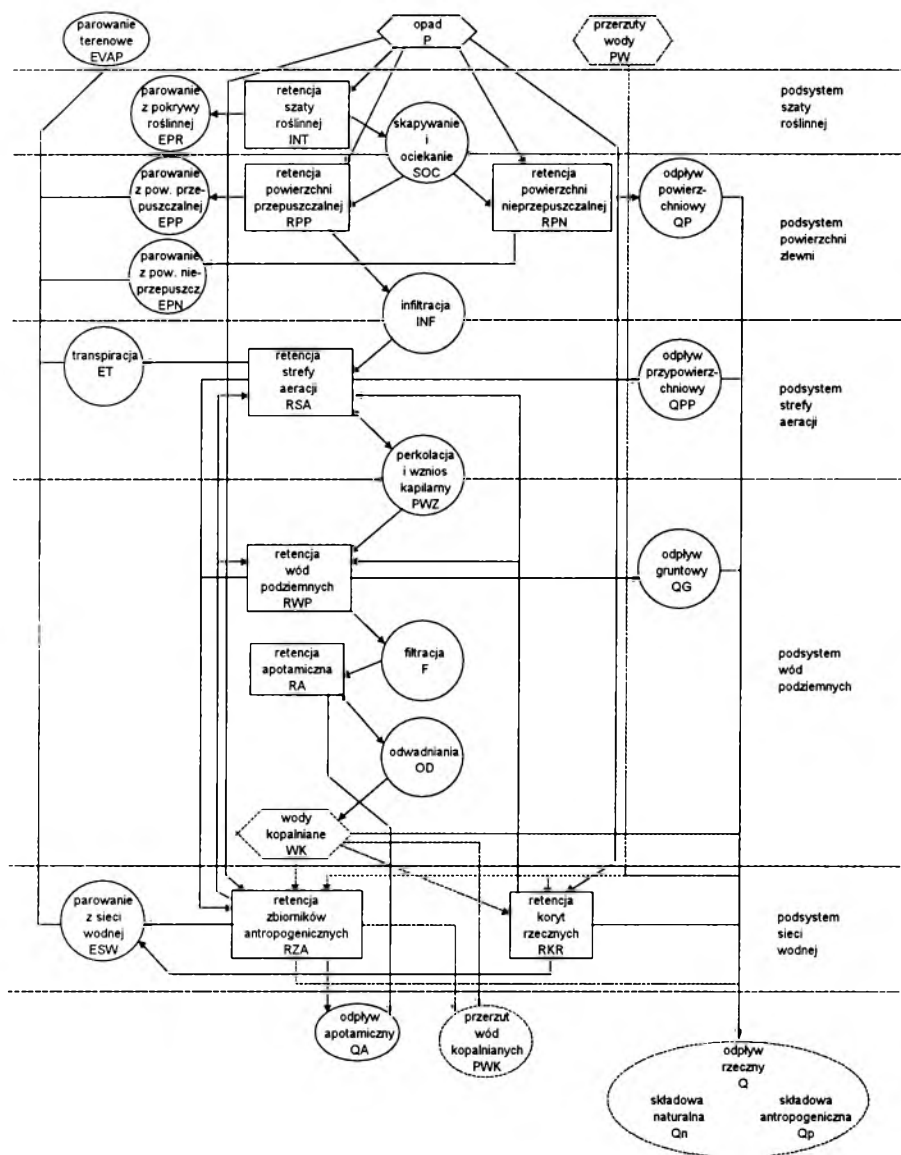 parowanie
terenowe
EVAP
opad
P
przerzuty
wody
PW
parowanie
z pokrywy
roślinnej
EPR
retencja
szaty
roślinnej
INT
skapywanie
i
ociekanie
SOC
podsystem
szaty
roślinnej
parowanie
z pow. prze-
puszczalnej
EPP
retencja
powierzchni
przepuszczalnej
RPP
retencja
powierzchni
nieprzepuszczalnej
RPN
odpływ
powierz-
chniowy
QP
podsystem
powierzchni
zlewni
parowanie
z pow. nie-
przepuszcz.
EPN
infiltracja
INF
transpiracja
ET
retencja
strefy
aeracji
RSA
odpływ
przypowierz-
chniowy
QPP
podsystem
strefy
aeracji
perkolacja
i wznios
kapilarny
PWZ
retencja
wód
podziemnych
RWP
odpływ
gruntowy
QG
retencja
apotamiczna
RA
filtracja
F
podsystem
wód
podziemnych
odwadniania
OD
wody
kopalniane
WK
parowanie
z sieci
wodnej
ESW
retencja
zbiorników
antropogenicznych
RZA
retencja
koryt
rzecznych
RKR
podsystem
sieci
wodnej
odpływ
apotamiczny
QA
przerzut
wód
kopalnianych
PWK
odpływ
rzeczny
Q
składowa
naturalna
Qn
składowa
antropogeniczna
Qp